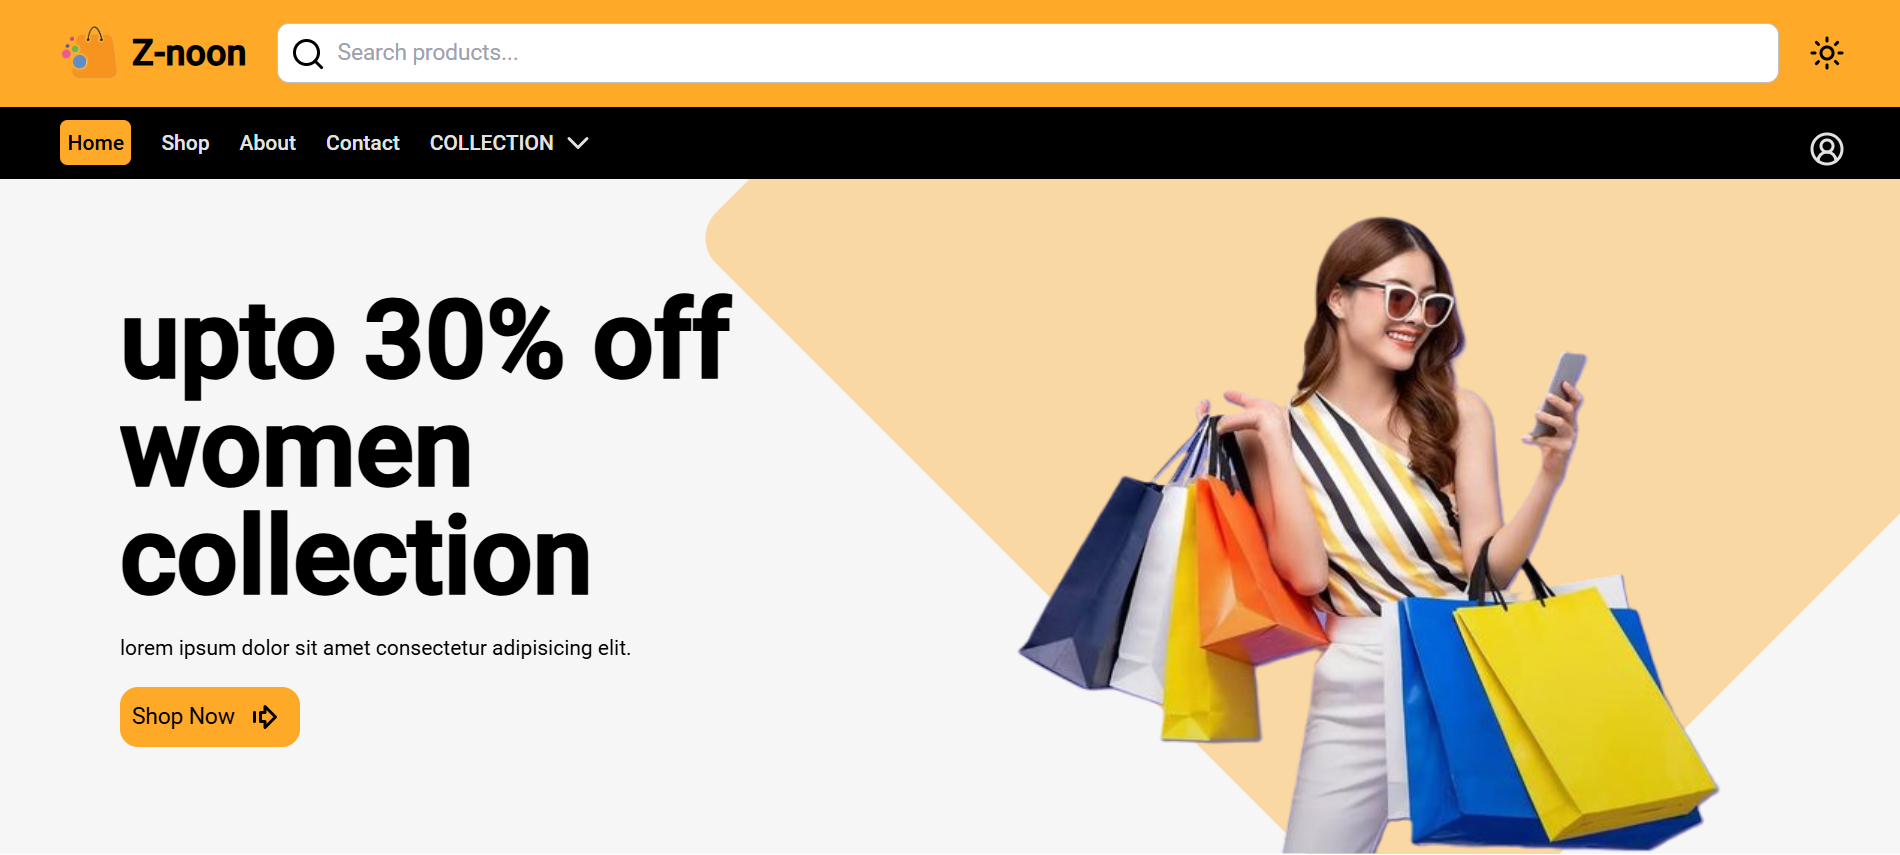 Z-noon
Search products...
Home Shop About Contact COLLECTION
upto 30% off
women
collection
lorem ipsum dolor sit amet consectetur adipisicing elit.
Shop Now